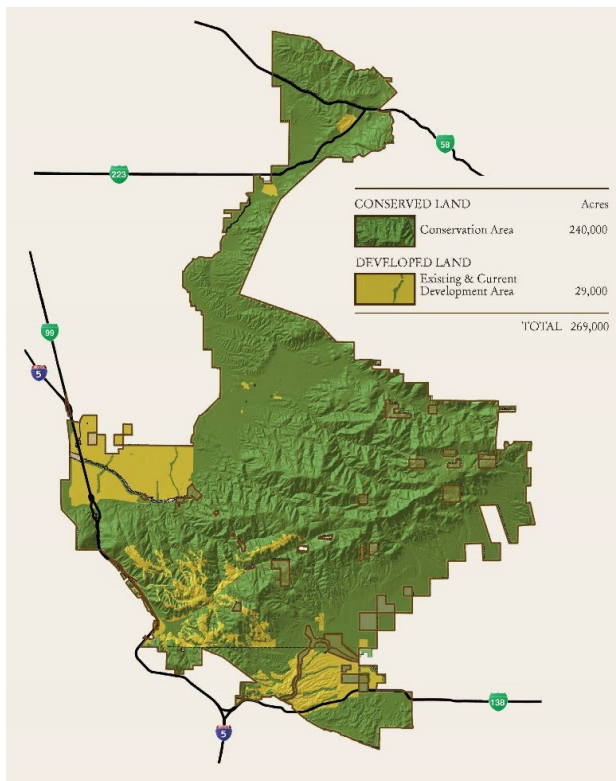 58
223
CONSERVED LAND Acres
Conservation Area 240,000
DEVELOPED LAND
Existing & Current
Development Area 29,000
TOTAL 269,000
99
5
138
5